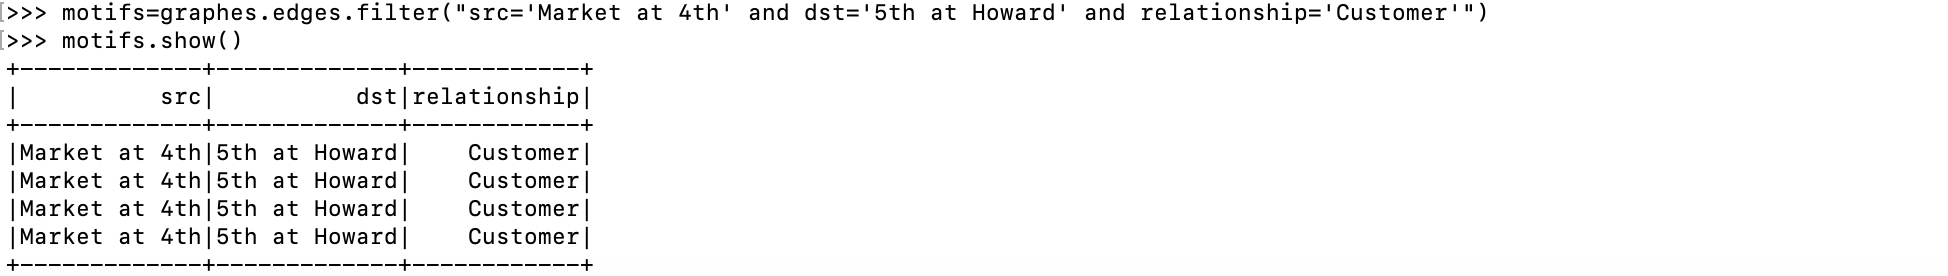 [>>> motifs=graphes.edges.filter("src='Market at 4th' and dst='5th at Howard' and relationship='Customer'")
[>>> motifs.show()
+-------------+-------------+------------+
|          src|          dst|relationship|
+-------------+-------------+------------+
|Market at 4th|5th at Howard|    Customer|
|Market at 4th|5th at Howard|    Customer|
|Market at 4th|5th at Howard|    Customer|
|Market at 4th|5th at Howard|    Customer|
+-------------+-------------+------------+